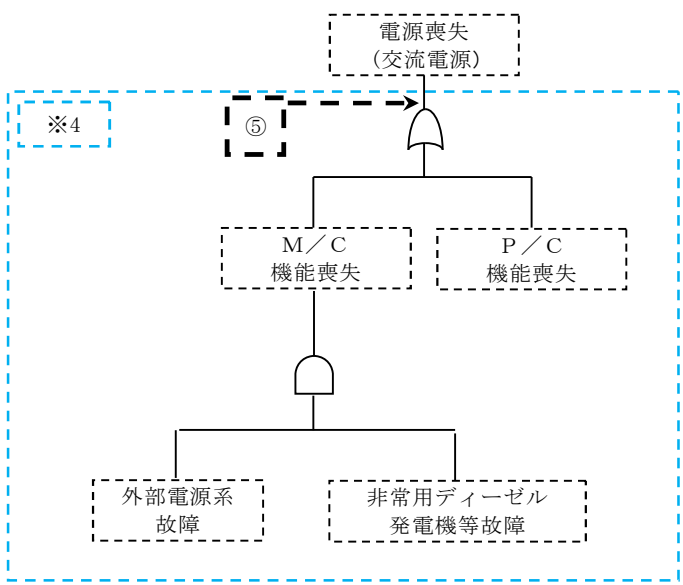 電源喪失
(交流電源)
※4
⑤
M/C
機能喪失
P/C
機能喪失
外部電源系
故障
非常用ディーゼル
発電機等故障